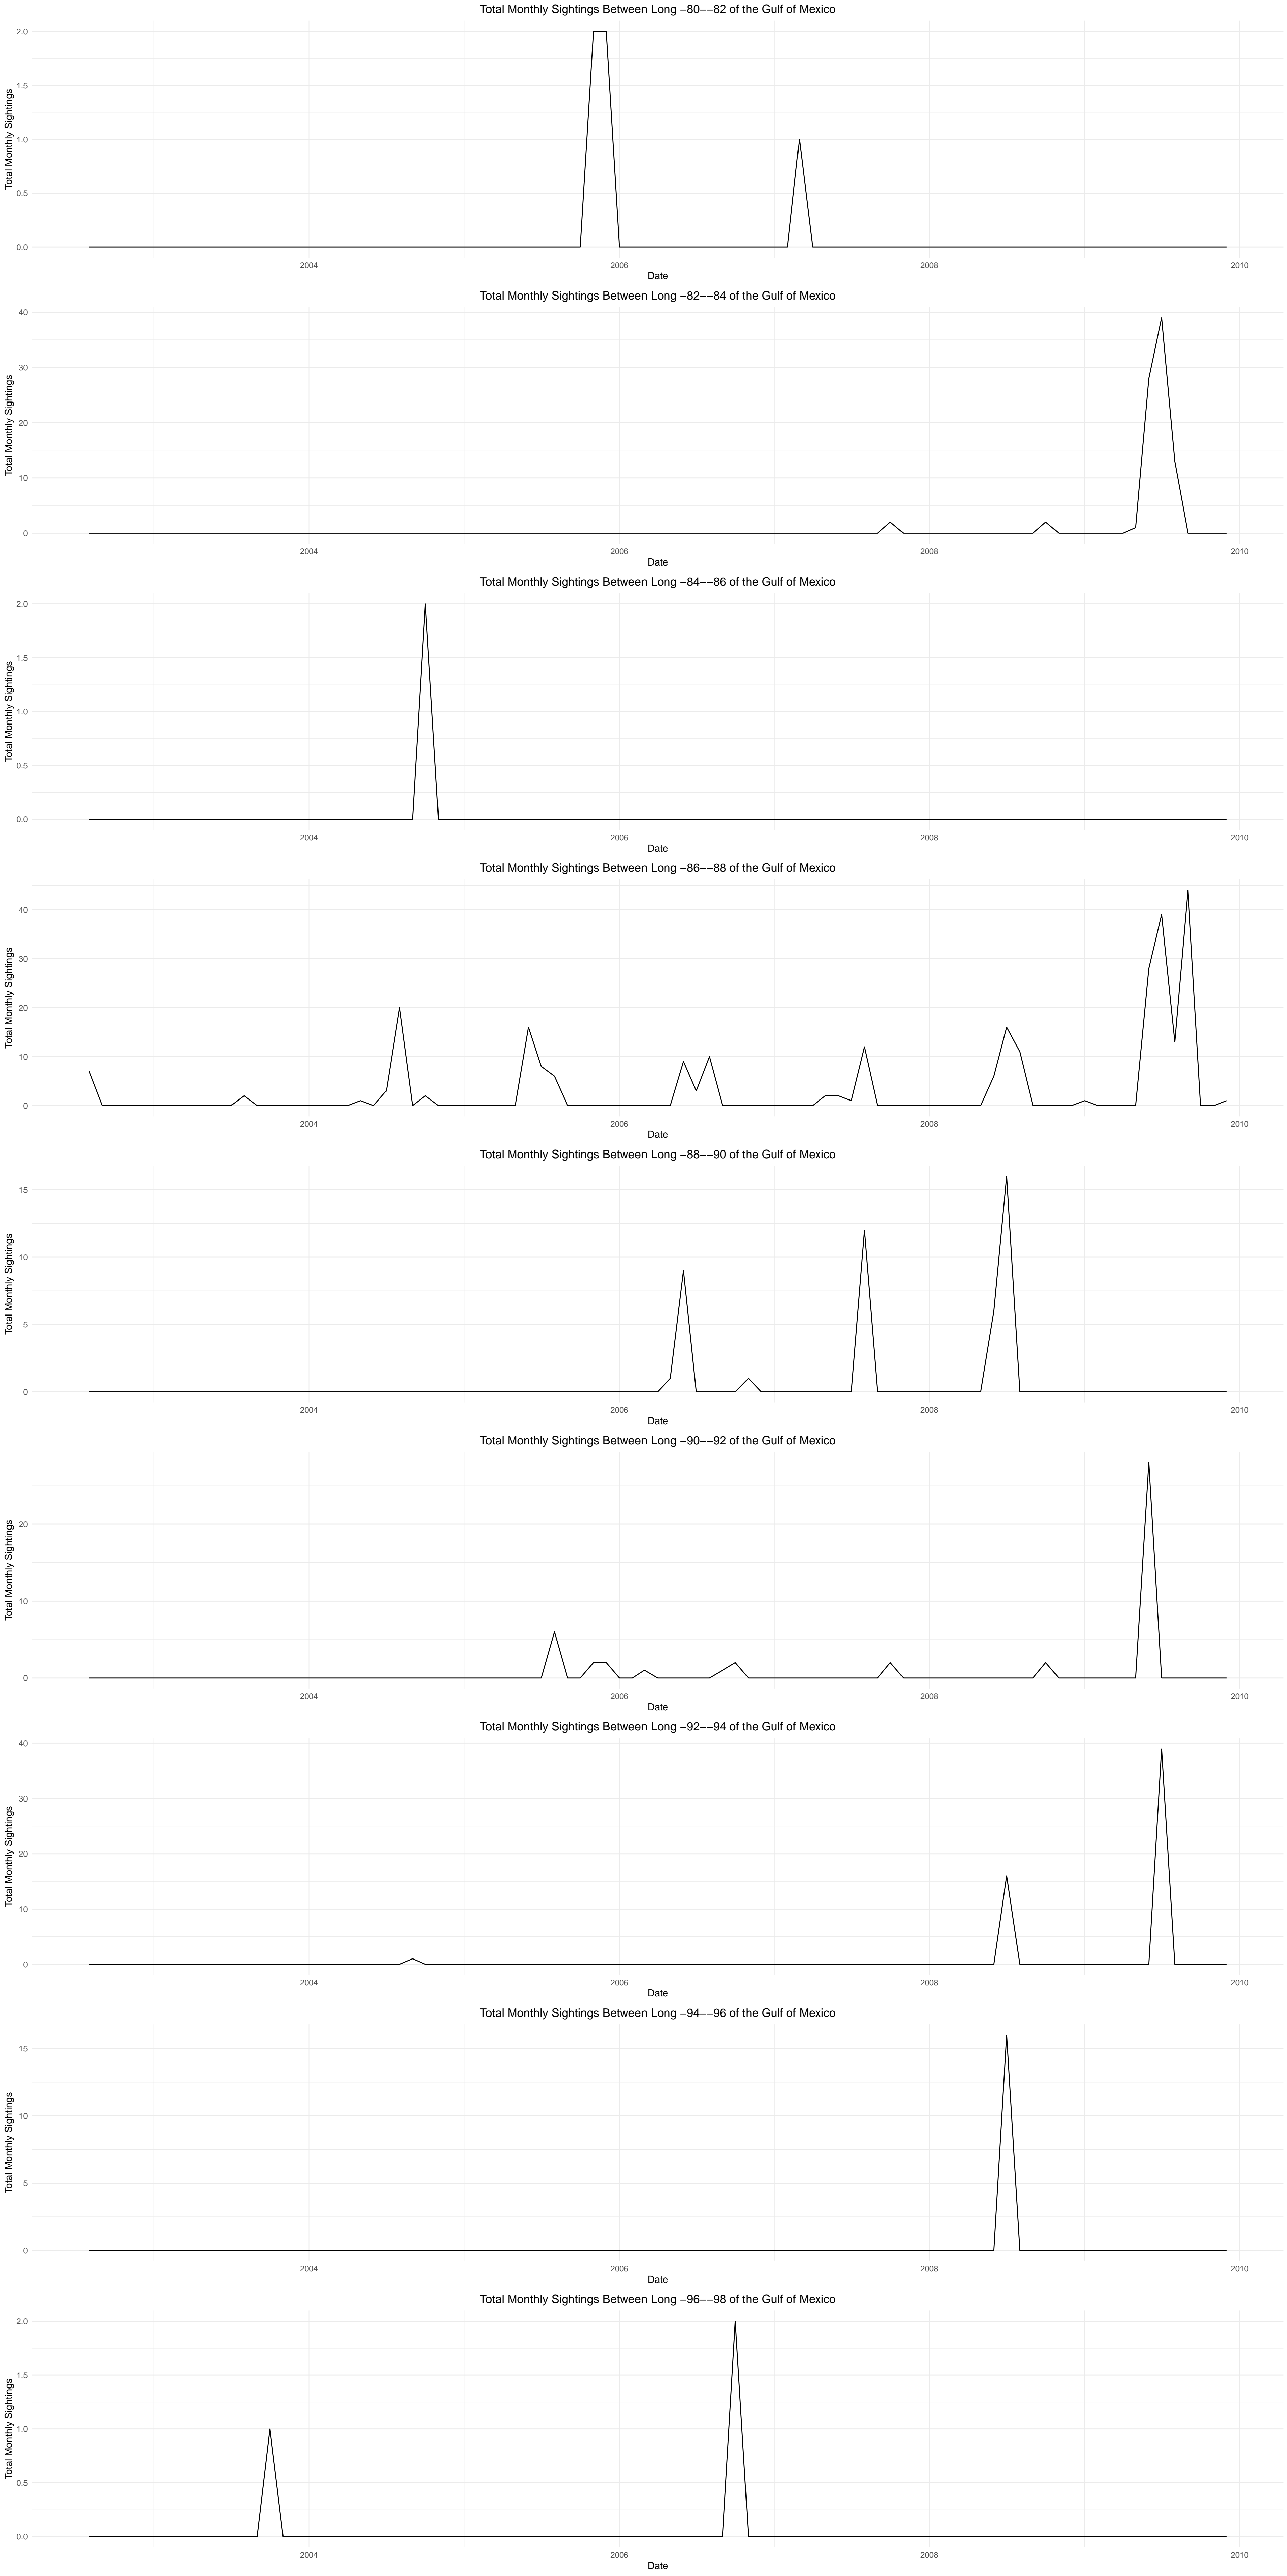 Total Monthly Sightings Between Long −80−−82 of the Gulf of Mexico
2.0
1.5
1.0
0.5
0.0
Total Monthly Sightings
2004 2006 2008 2010
Date
Total Monthly Sightings Between Long −82−−84 of the Gulf of Mexico
40
30
20
10
0
Total Monthly Sightings
2004 2006 2008 2010
Date
Total Monthly Sightings Between Long −84−−86 of the Gulf of Mexico
2.0
1.5
1.0
0.5
0.0
Total Monthly Sightings
2004 2006 2008 2010
Date
Total Monthly Sightings Between Long −86−−88 of the Gulf of Mexico
40
30
20
10
0
Total Monthly Sightings
2004 2006 2008 2010
Date
Total Monthly Sightings Between Long −88−−90 of the Gulf of Mexico
15
10
5
0
Total Monthly Sightings
2004 2006 2008 2010
Date
Total Monthly Sightings Between Long −90−−92 of the Gulf of Mexico
20
10
0
Total Monthly Sightings
2004 2006 2008 2010
Date
Total Monthly Sightings Between Long −92−−94 of the Gulf of Mexico
40
30
20
10
0
Total Monthly Sightings
2004 2006 2008 2010
Date
Total Monthly Sightings Between Long −94−−96 of the Gulf of Mexico
15
10
5
0
Total Monthly Sightings
2004 2006 2008 2010
Date
Total Monthly Sightings Between Long −96−−98 of the Gulf of Mexico
2.0
1.5
1.0
0.5
0.0
Total Monthly Sightings
2004 2006 2008 2010
Date